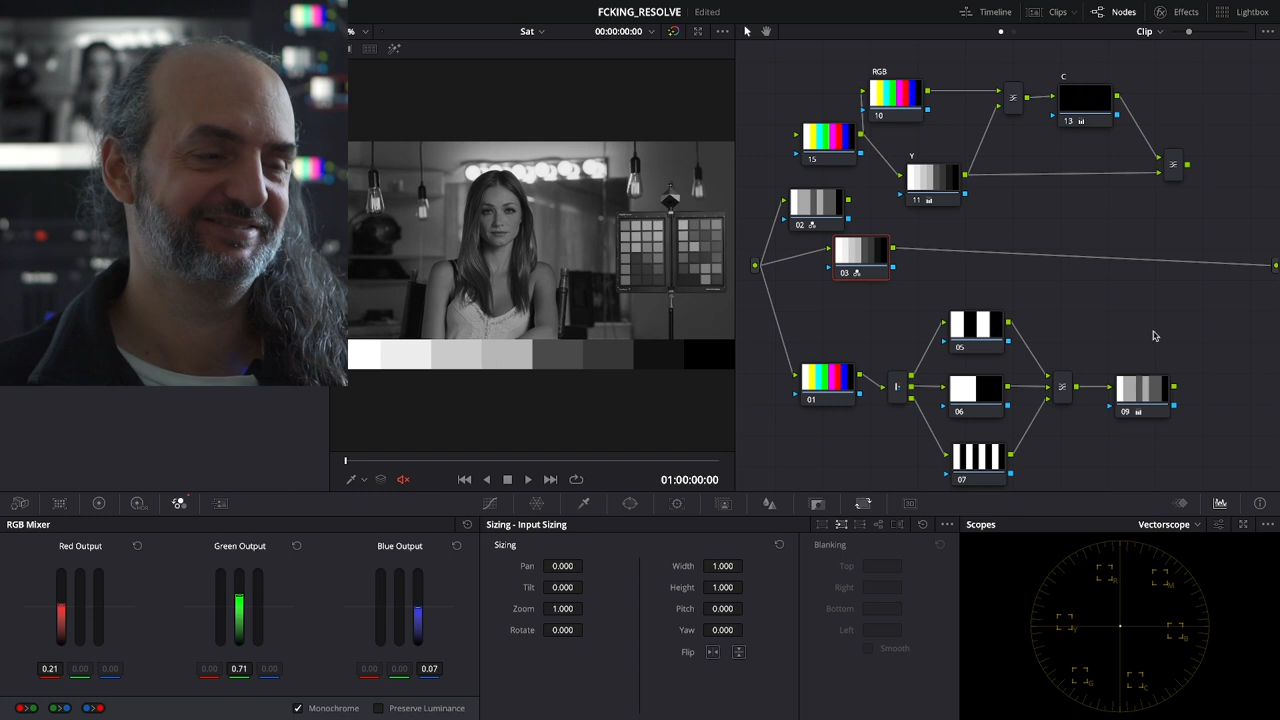 FCKING_RESOLVE Edited
Timeline Clips Nodes Effects Lightbox
% Sat 00:00:00:00 Clip
RGB
10
C
13
15
Y
11
02
03
05
01
06
09
07
01:00:00:00
RGB Mixer Sizing - Input Sizing Scopes Vectorscope
Red Output Green Output Blue Output Sizing Blanking
Pan 0.000 Width 1.000 Top
Tilt 0.000 Height 1.000 Right
Zoom 1.000 Pitch 0.000 Bottom
Rotate 0.000 Yaw 0.000 Left
Flip Smooth
0.21 0.00 0.00 0.00 0.71 0.00 0.00 0.00 0.07
Monochrome Preserve Luminance
R
M
Y
B
G
C